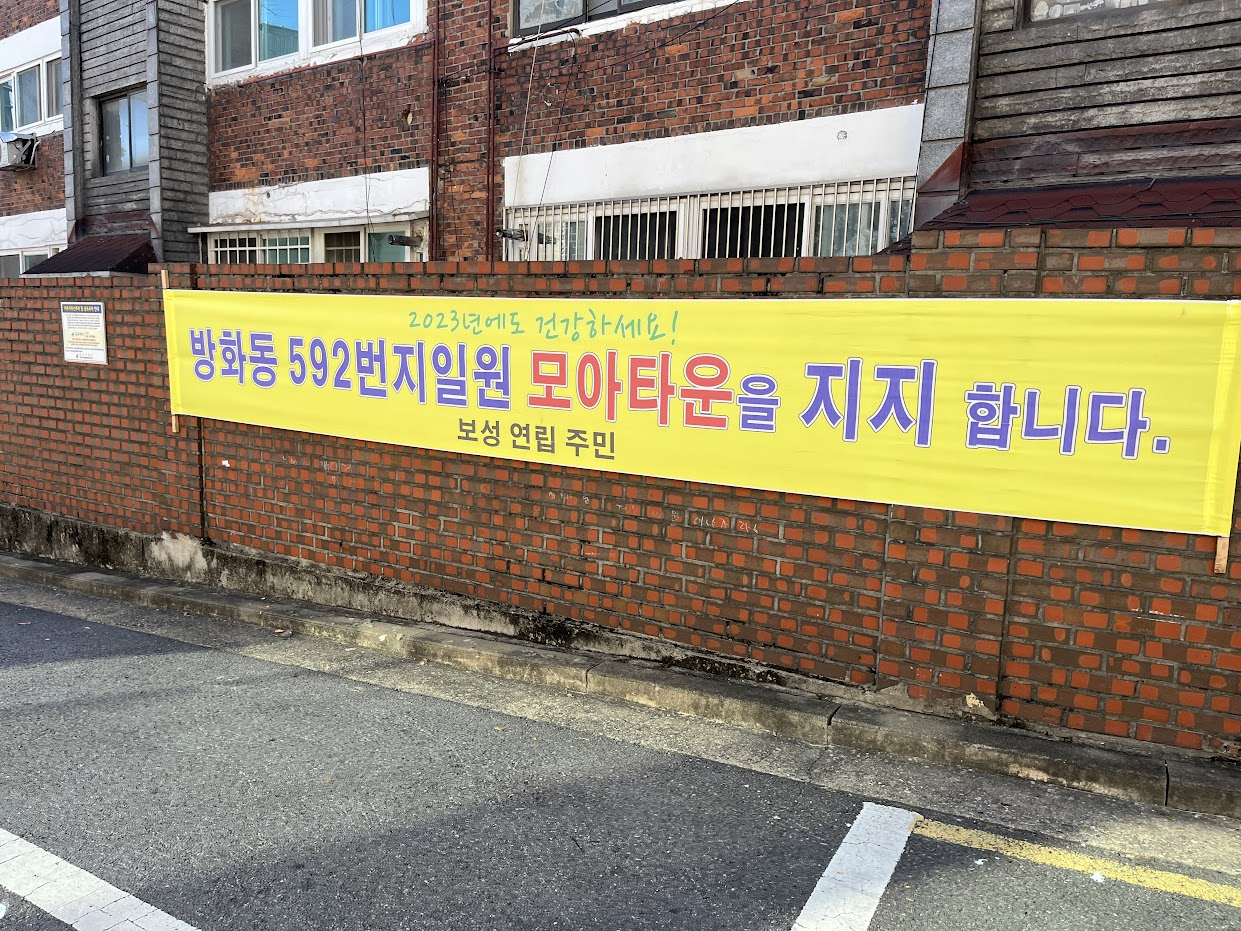 2023년에도 건강하세요!
방화동 592번지일원 모아타운을 지지 합니다.
보성 연립 주민